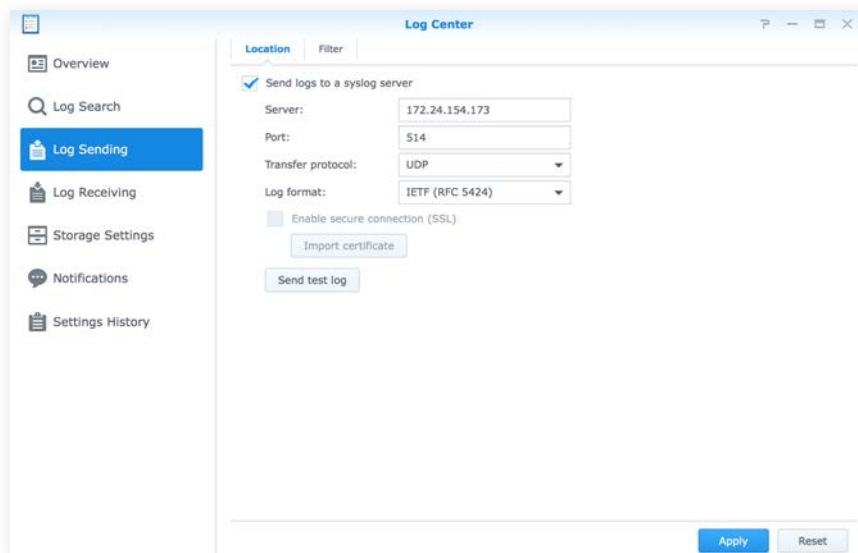 Log Center
Overview
Log Search
Log Sending
Log Receiving
Storage Settings
Notifications
Settings History
Location Filter
Send logs to a syslog server
Server: 172.24.154.173
Port: 514
Transfer protocol: UDP
Log format: IETF (RFC 5424)
Enable secure connection (SSL)
Import certificate
Send test log
Apply Reset